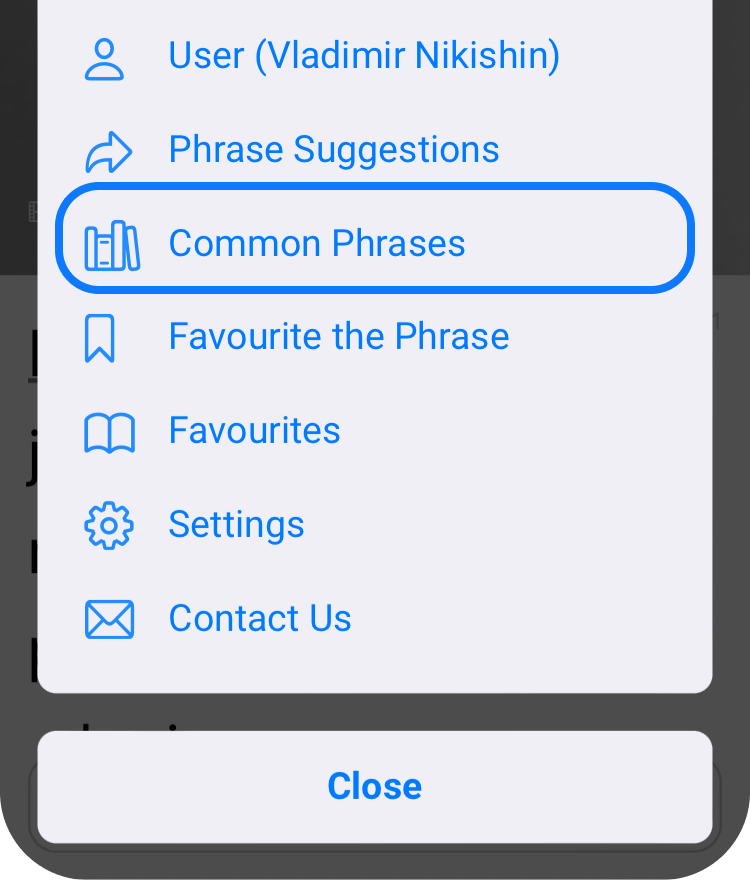 User (Vladimir Nikishin)
Phrase Suggestions
Common Phrases
Favourite the Phrase
Favourites
Settings
Contact Us
Close